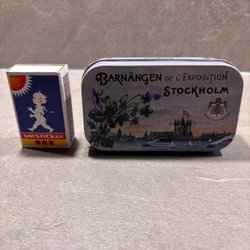 BARNÄNGEN DE L'EXPOSITION
STOCKHOLM
SOLSTICKAN